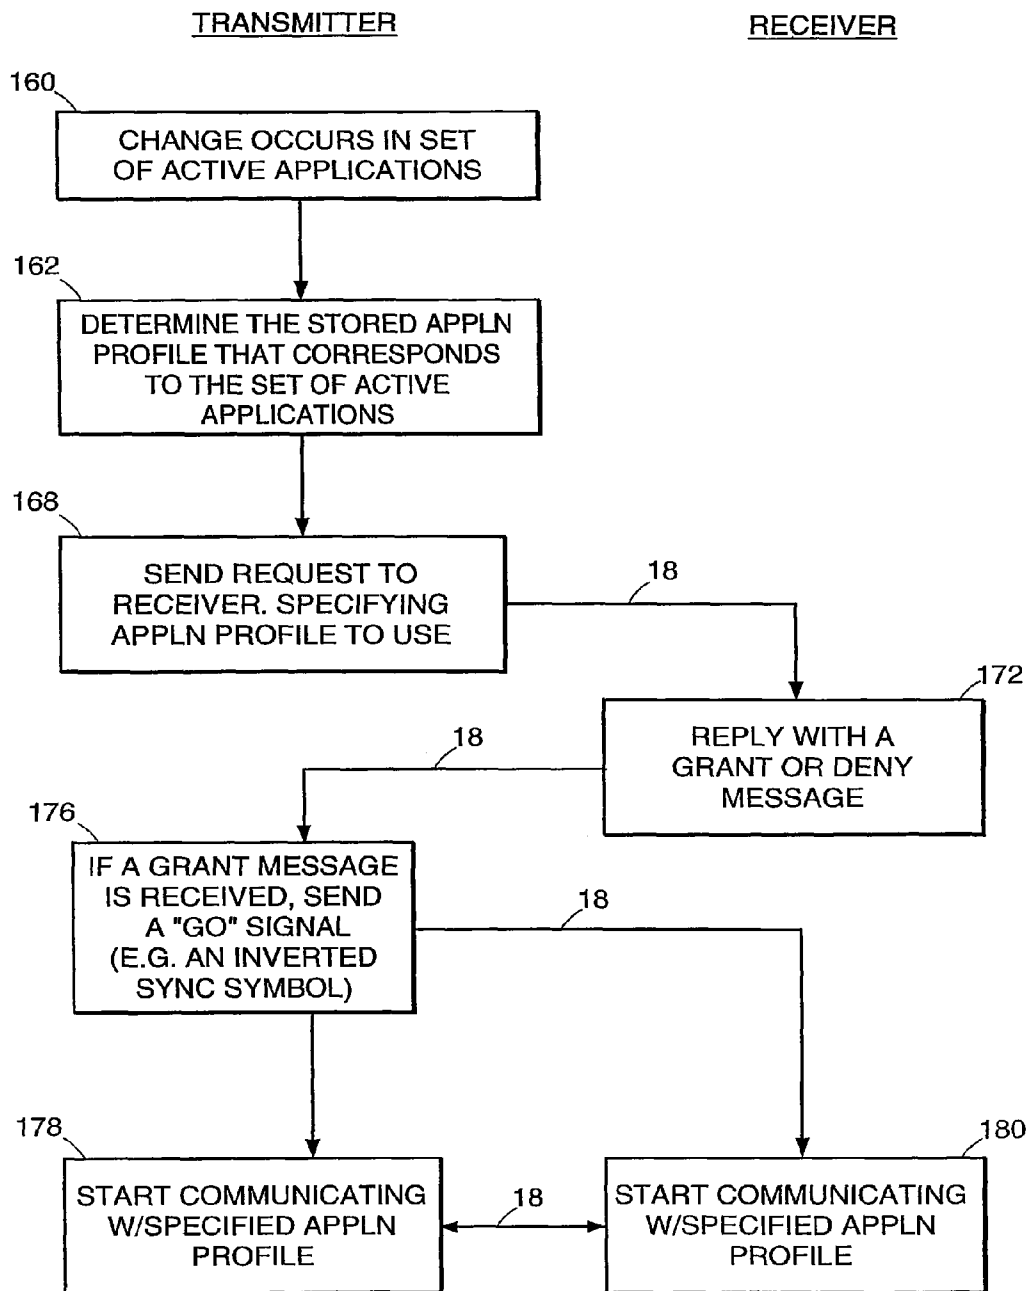 TRANSMITTER
RECEIVER
160
CHANGE OCCURS IN SET
OF ACTIVE APPLICATIONS
162
DETERMINE THE STORED APPLN
PROFILE THAT CORRESPONDS
TO THE SET OF ACTIVE
APPLICATIONS
168
SEND REQUEST TO
RECEIVER. SPECIFYING
APPLN PROFILE TO USE
18
172
REPLY WITH A
GRANT OR DENY
MESSAGE
18
176
IF A GRANT MESSAGE
IS RECEIVED, SEND
A "GO" SIGNAL
(E.G. AN INVERTED
SYNC SYMBOL)
18
178
START COMMUNICATING
W/SPECIFIED APPLN
PROFILE
18
180
START COMMUNICATING
W/SPECIFIED APPLN
PROFILE